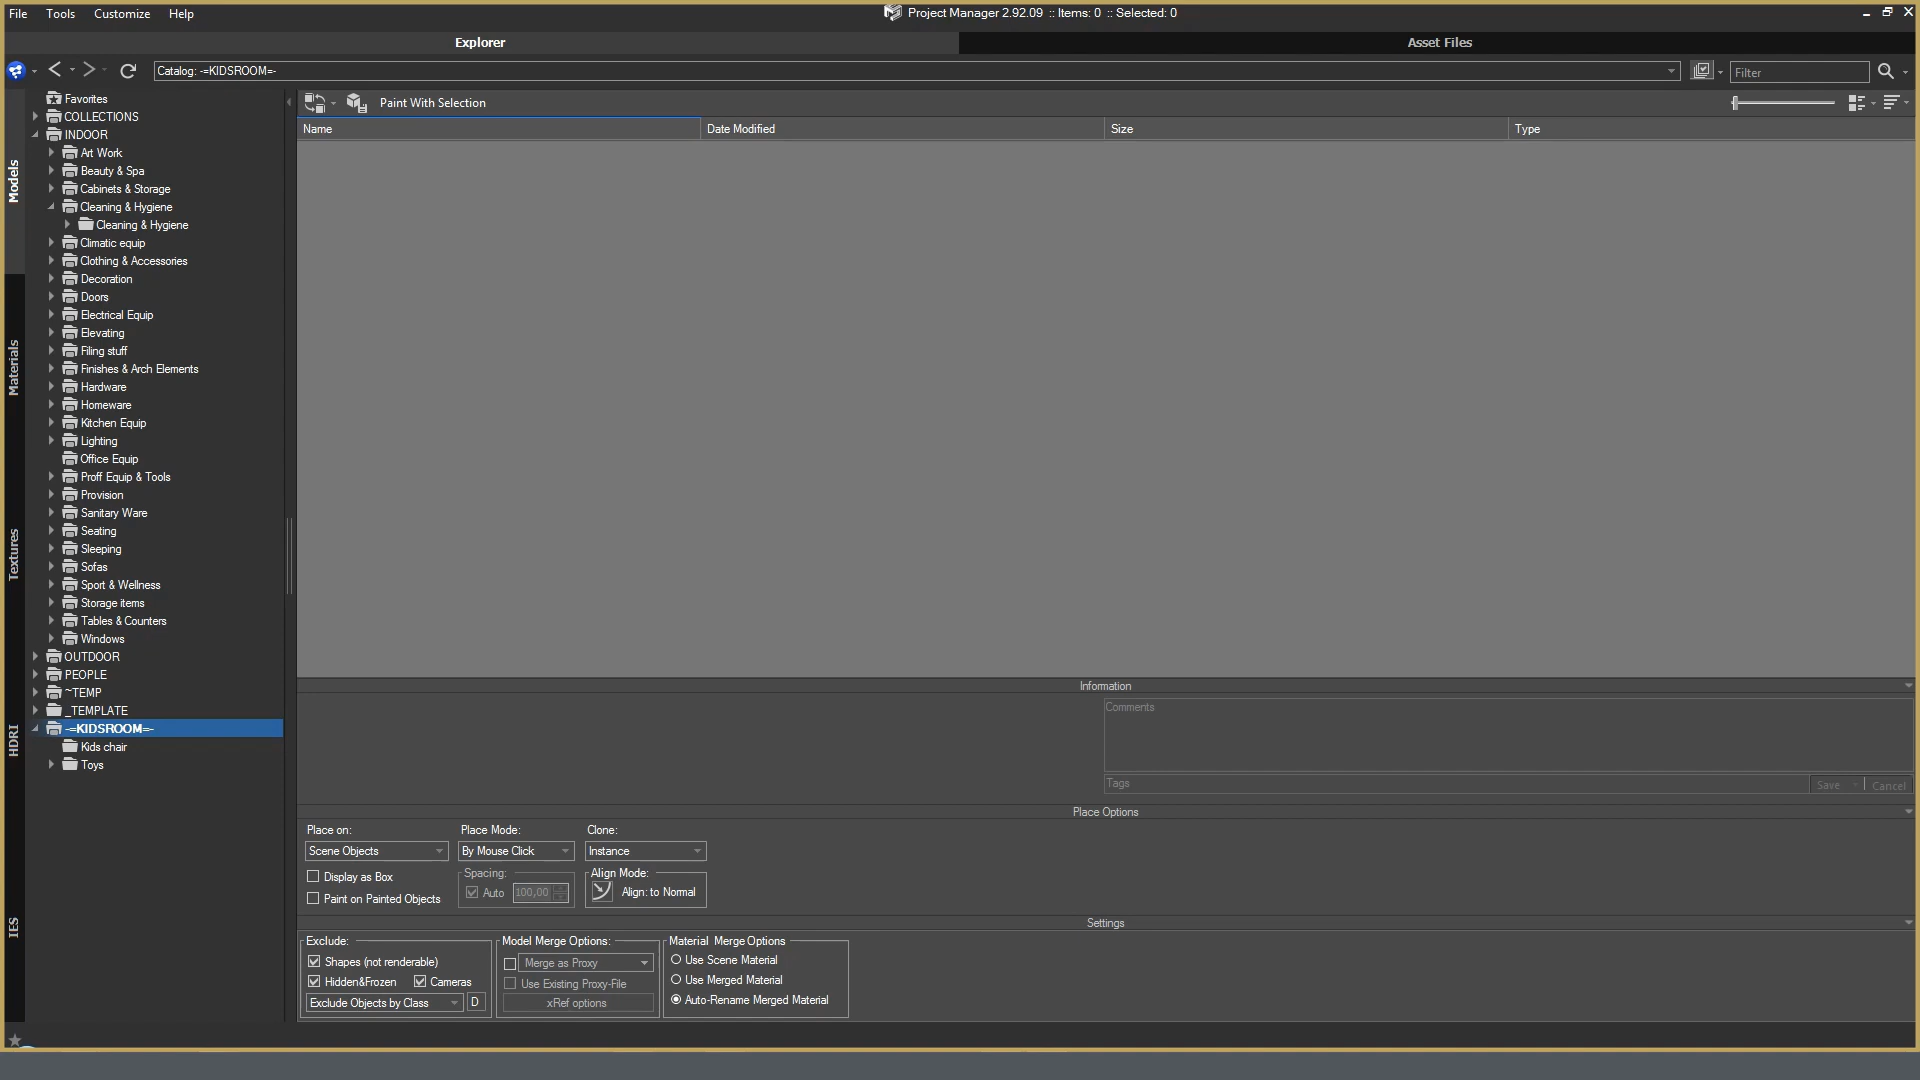 File Tools Customize Help
Project Manager 2.92.09 :: Items: 0 :: Selected: 0
Explorer
Asset Files
Catalog: -=KIDSROOM=-
Filter
Models
Materials
Textures
HDRI
IES
Favorites
COLLECTIONS
INDOOR
Art Work
Beauty & Spa
Cabinets & Storage
Cleaning & Hygiene
Cleaning & Hygiene
Climatic equip
Clothing & Accessories
Decoration
Doors
Electrical Equip
Elevating
Filing stuff
Finishes & Arch Elements
Hardware
Homeware
Kitchen Equip
Lighting
Office Equip
Proff Equip & Tools
Provision
Sanitary Ware
Seating
Sleeping
Sofas
Sport & Wellness
Storage items
Tables & Counters
Windows
OUTDOOR
PEOPLE
~TEMP
_TEMPLATE
-=KIDSROOM=-
Kids chair
Toys
Paint With Selection
Name Date Modified Size Type
Information
Comments
Tags
Save Cancel
Place Options
Place on: Place Mode: Clone:
Scene Objects By Mouse Click Instance
Display as Box
Paint on Painted Objects
Spacing:
Auto 100,00
Align Mode:
Align: to Normal
Settings
Exclude:
Shapes (not renderable)
Hidden&Frozen Cameras
Exclude Objects by Class D
Model Merge Options:
Merge as Proxy
Use Existing Proxy-File
xRef options
Material Merge Options
Use Scene Material
Use Merged Material
Auto-Rename Merged Material